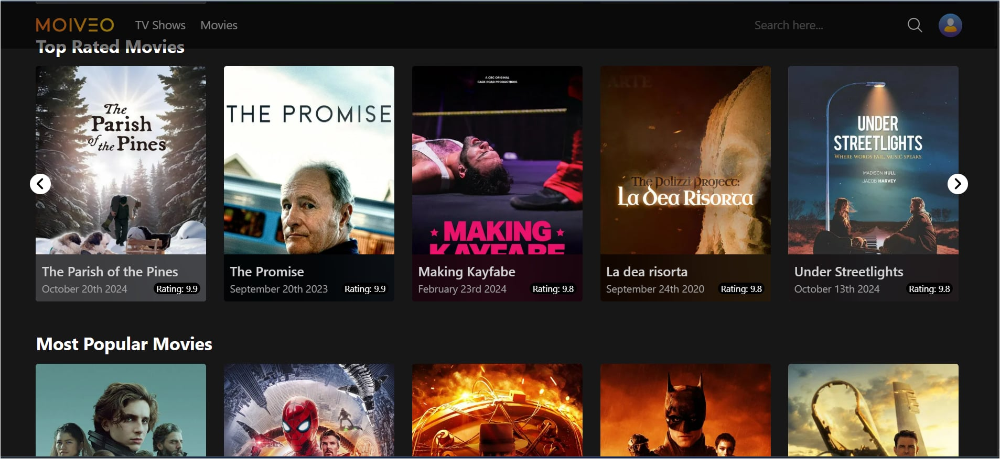 MOIVEO TV Shows Movies Search here...
Top Rated Movies
The
Parish
of the Pines
The Parish of the Pines
October 20th 2024 Rating: 9.9
THE PROMISE
The Promise
September 20th 2023 Rating: 9.9
A CBC ORIGINAL
BACK ROAD PRODUCTIONS
MAKING
KAYFABE
Making Kayfabe
February 23rd 2024 Rating: 9.8
ARTE
The Polizzi Project:
La Dea Risorta
La dea risorta
September 24th 2020 Rating: 9.8
UNDER
STREETLIGHTS
WHERE WORDS FAIL, MUSIC SPEAKS.
MADISON HULL
JACOB HARVEY
Under Streetlights
October 13th 2024 Rating: 9.8
Most Popular Movies